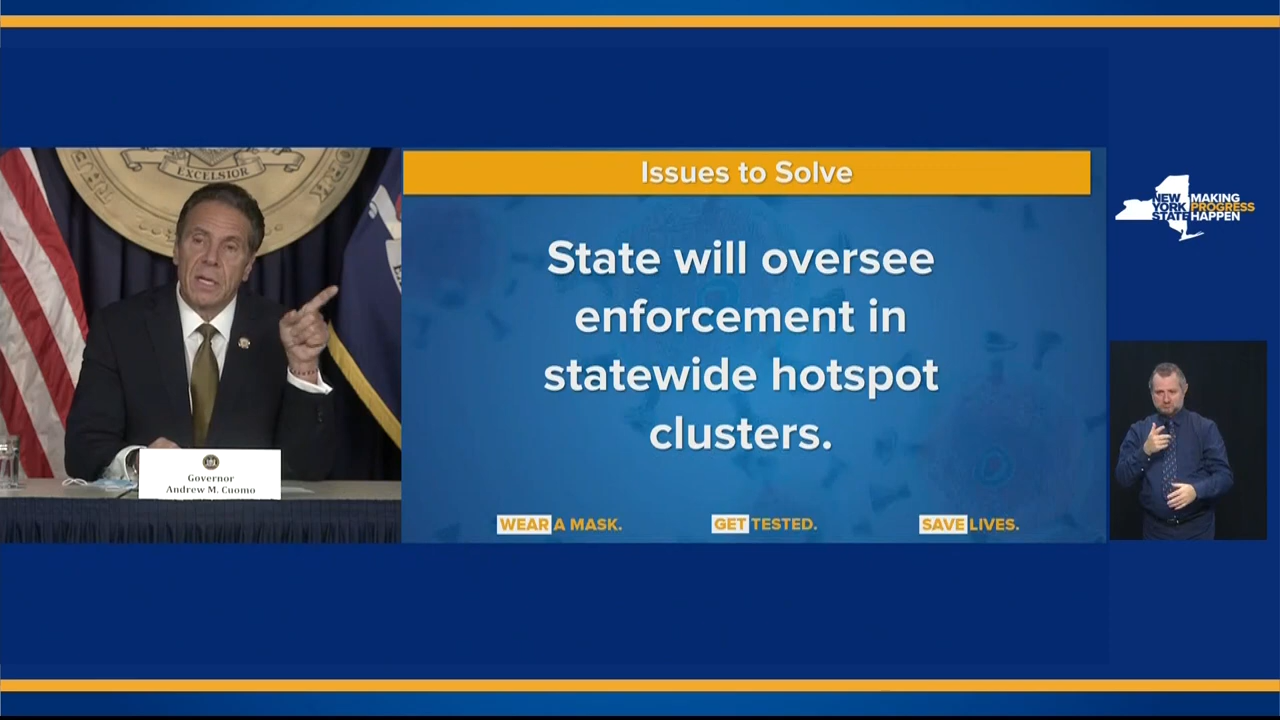 EXCELSIOR
Governor
Andrew M. Cuomo
Issues to Solve
State will oversee
enforcement in
statewide hotspot
clusters.
WEAR A MASK. GET TESTED. SAVE LIVES.
NEW
YORK
STATE
MAKING
PROGRESS
HAPPEN